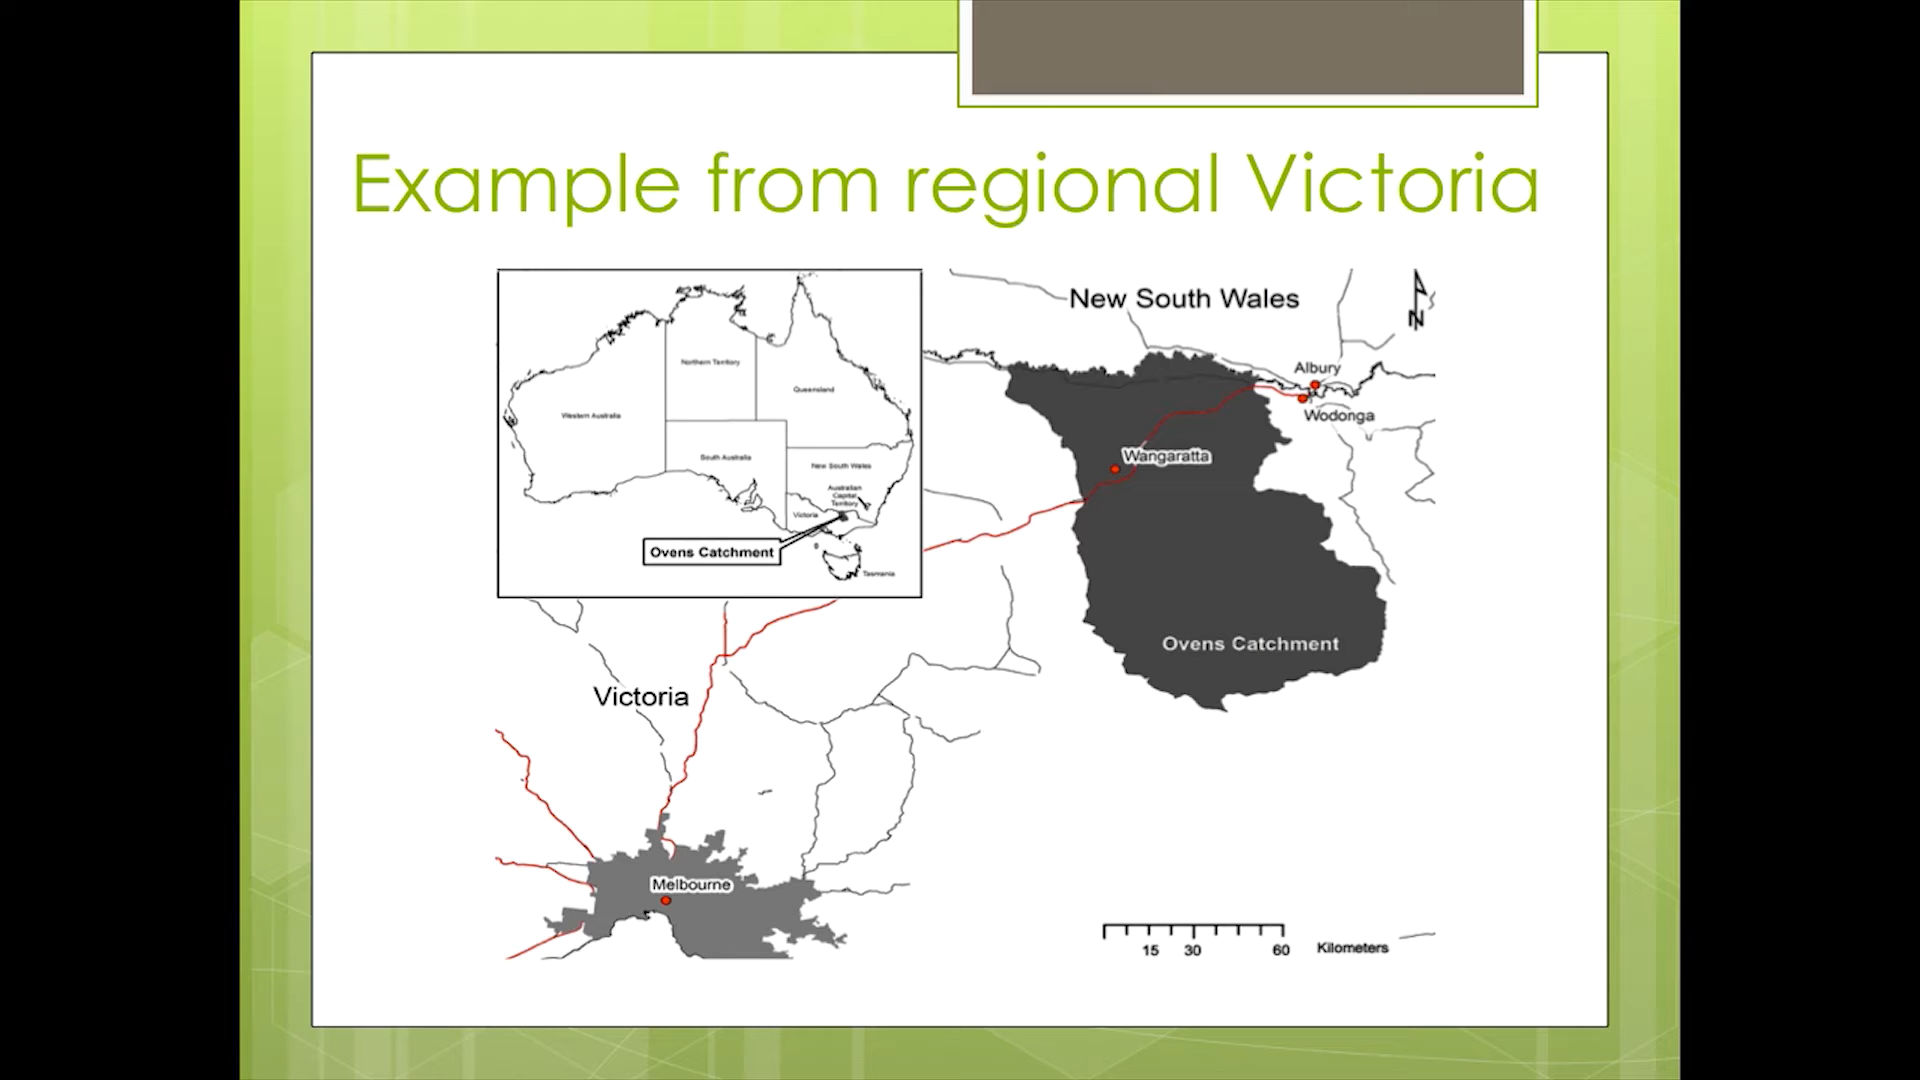 Example from regional Victoria
Northern Territory
Queensland
Western Australia
South Australia
New South Wales
Australian
Capital
Territory
Victoria
Ovens Catchment
Tasmania
New South Wales
N
Albury
Wodonga
Wangaratta
Ovens Catchment
Victoria
Melbourne
15 30 60 Kilometers